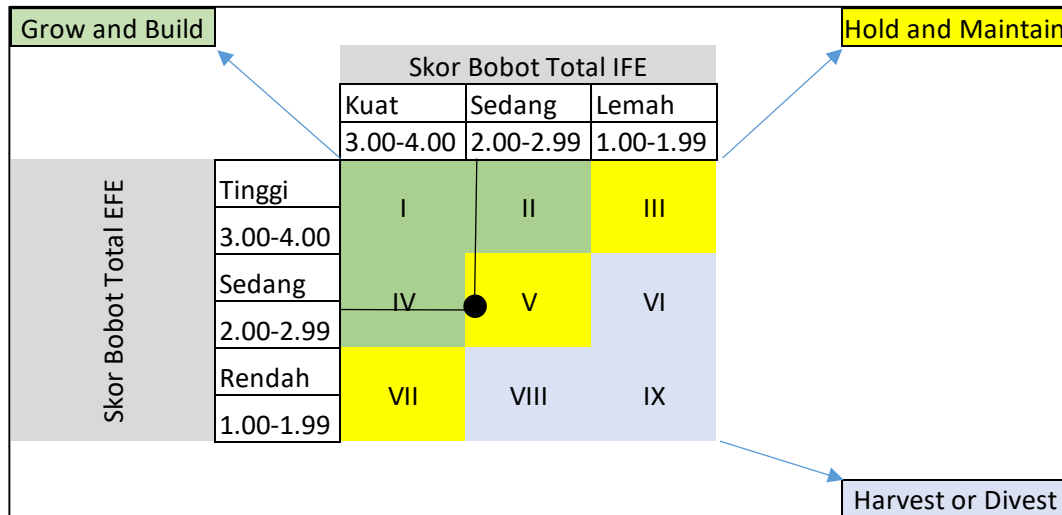 Grow and Build
Hold and Maintain
Skor Bobot Total IFE
Kuat
Sedang
Lemah
3.00-4.00
2.00-2.99
1.00-1.99
Skor Bobot Total EFE
Tinggi
3.00-4.00
I
II
III
Sedang
2.00-2.99
IV
V
VI
Rendah
1.00-1.99
VII
VIII
IX
Harvest or Divest